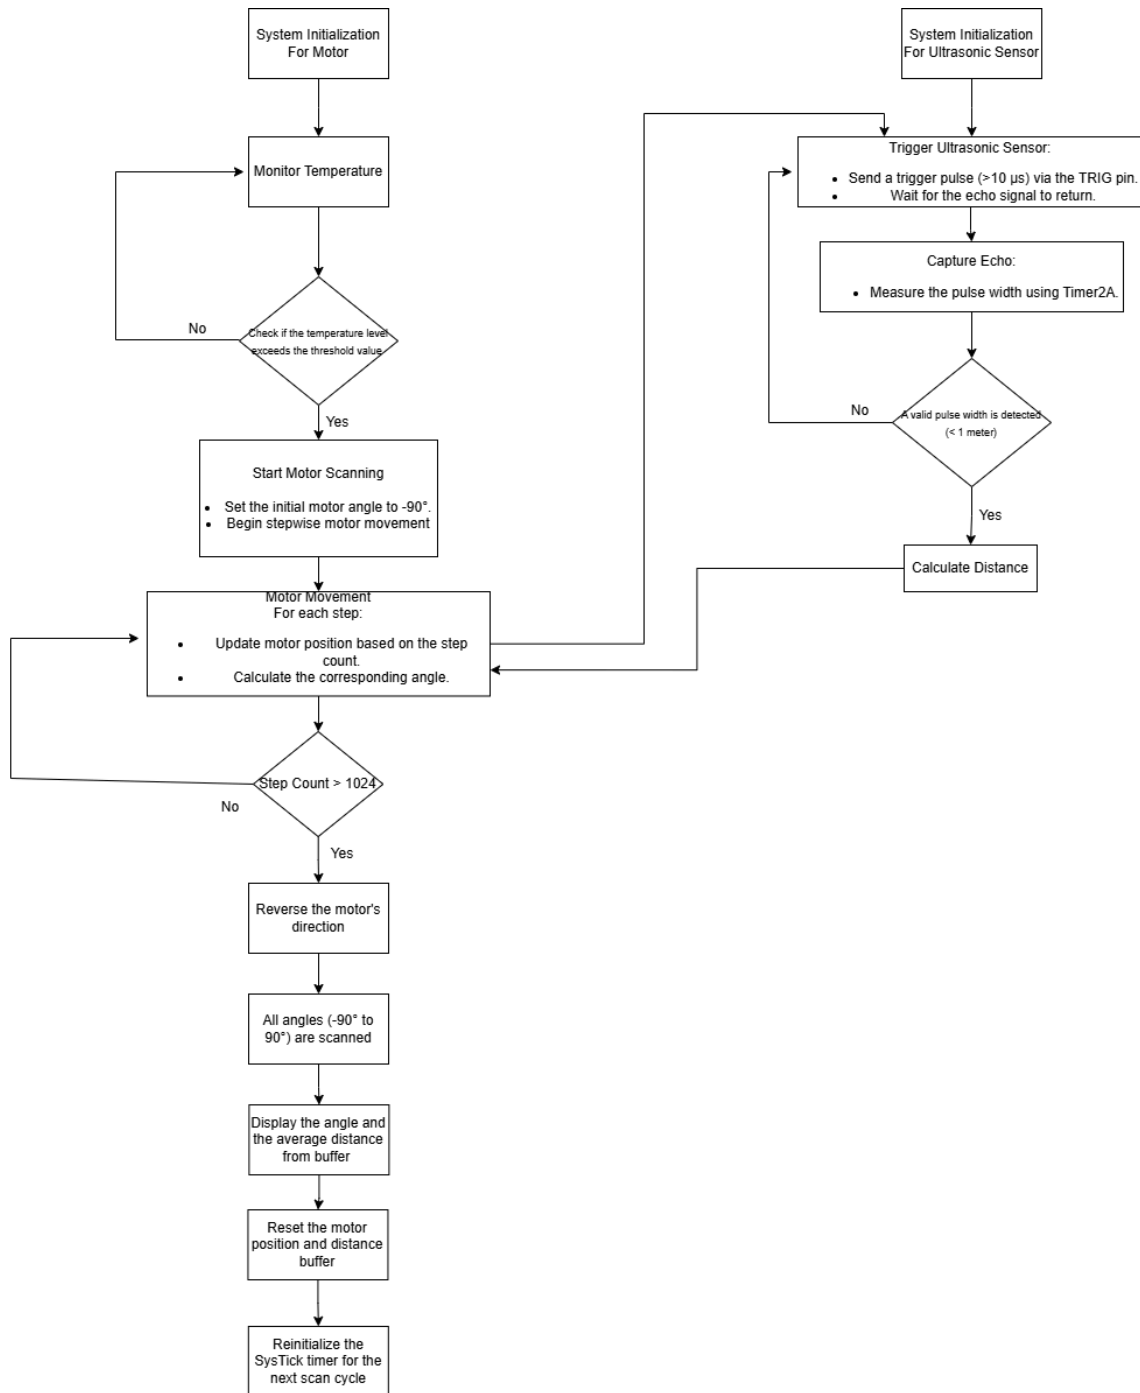 System Initialization
For Motor
Monitor Temperature
No
Check if the temperature level
exceeds the threshold value
Yes
Start Motor Scanning
• Set the initial motor angle to -90°.
• Begin stepwise motor movement
Motor Movement
For each step:
• Update motor position based on the step
count.
• Calculate the corresponding angle.
Step Count > 1024
No
Yes
Reverse the motor's
direction
All angles (-90° to
90°) are scanned
Display the angle and
the average distance
from buffer
Reset the motor
position and distance
buffer
Reinitialize the
SysTick timer for the
next scan cycle
System Initialization
For Ultrasonic Sensor
Trigger Ultrasonic Sensor:
• Send a trigger pulse (>10 µs) via the TRIG pin.
• Wait for the echo signal to return.
Capture Echo:
• Measure the pulse width using Timer2A.
No
A valid pulse width is detected
(< 1 meter)
Yes
Calculate Distance